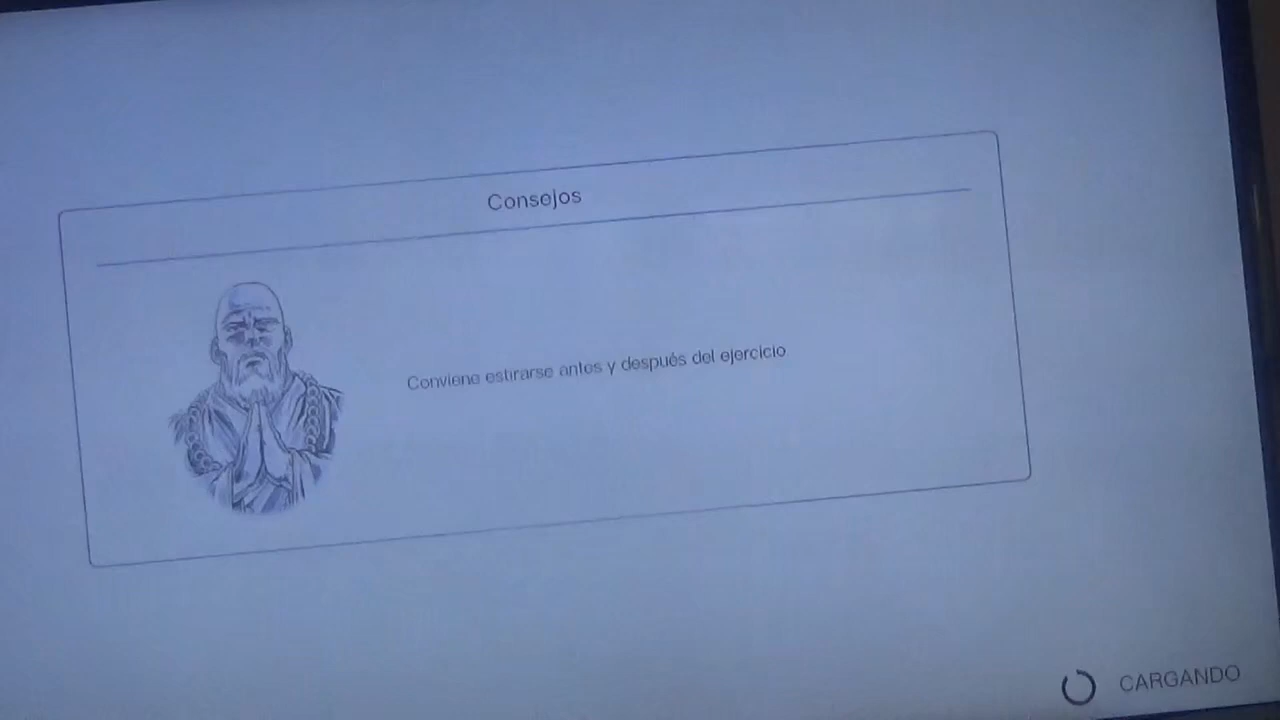 Consejos
Conviene estirarse antes y después del ejercicio
CARGANDO